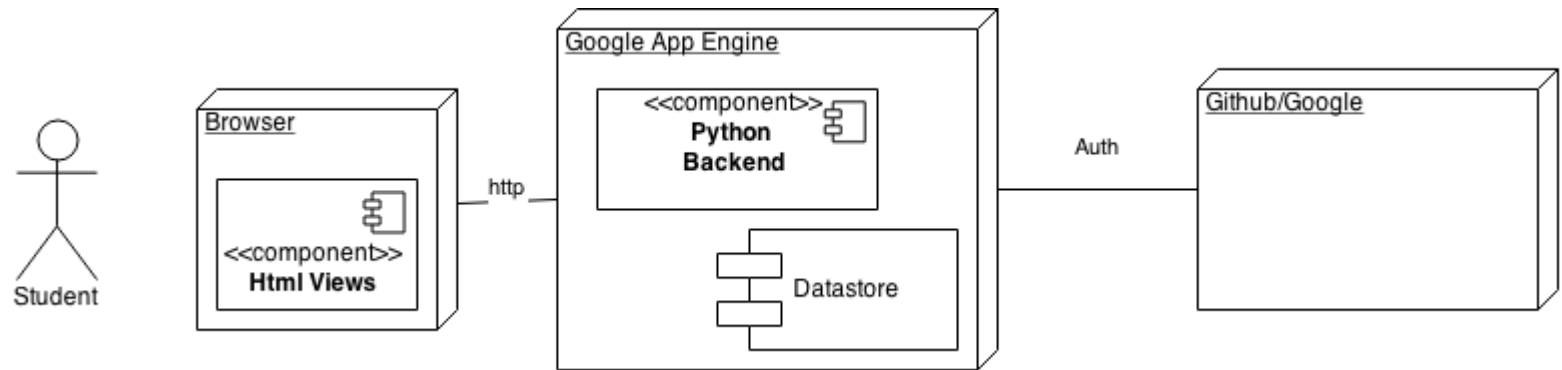 Student
Browser
<<component>>
Html Views
http
Google App Engine
<<component>>
Python
Backend
Datastore
Auth
Github/Google